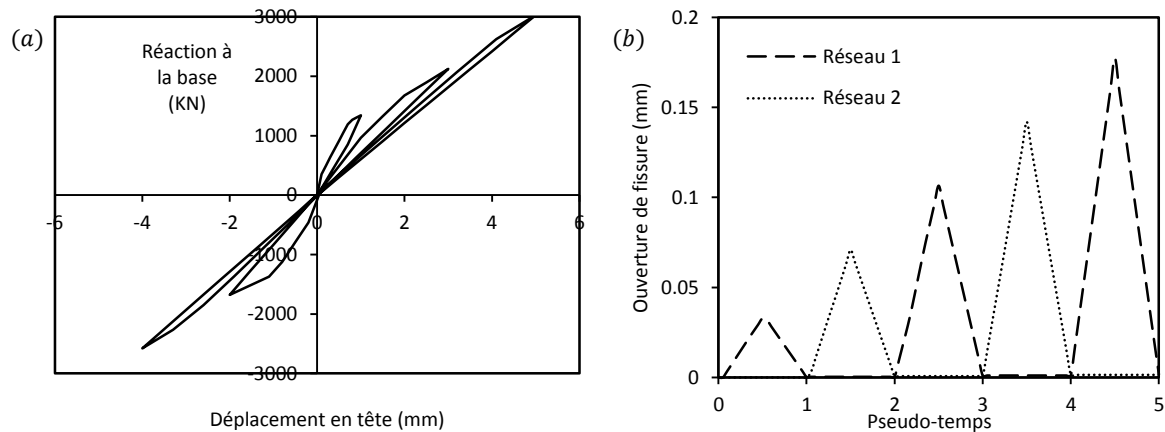 (a)
Réaction à
la base
(KN)
3000
2000
1000
0
-1000
-2000
-3000
-6
-4
-2
0
2
4
6
Déplacement en tête (mm)
(b)
Ouverture de fissure (mm)
0.2
0.15
0.1
0.05
0
Réseau 1
Réseau 2
0
1
2
3
4
5
Pseudo-temps